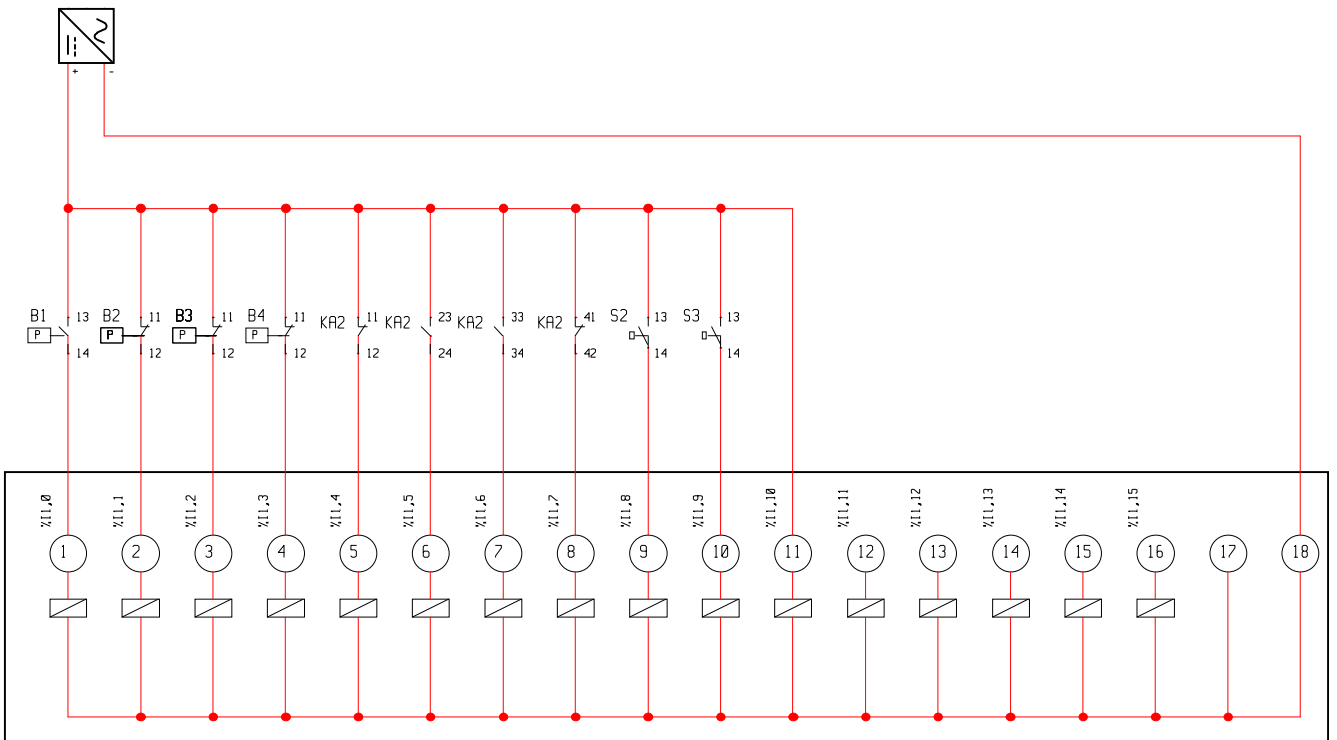 + -
B1 13 B2 11 B3 11 B4 11 KA2 11 KA2 23 KA2 33 KA2 41 S2 13 S3 13
P P P P
14 12 12 12 12 24 34 42 14 14
%I1,0 %I1,1 %I1,2 %I1,3 %I1,4 %I1,5 %I1,6 %I1,7 %I1,8 %I1,9 %I1,10 %I1,11 %I1,12 %I1,13 %I1,14 %I1,15
1 2 3 4 5 6 7 8 9 10 11 12 13 14 15 16 17 18